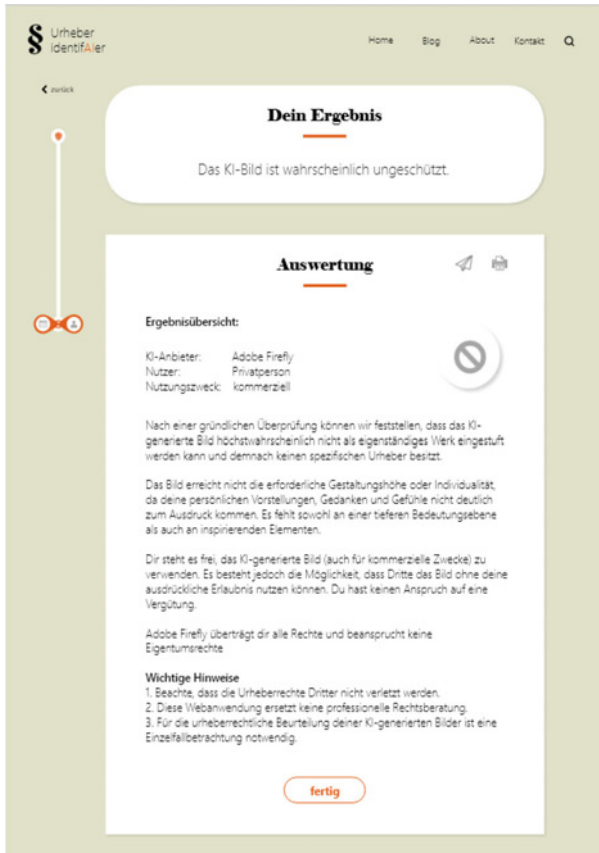 § Urheber
identifAIer
Home Blog About Kontakt
zurück
Dein Ergebnis
Das KI-Bild ist wahrscheinlich ungeschützt.
Auswertung
Ergebnisübersicht:
KI-Anbieter: Adobe Firefly
Nutzer: Privatperson
Nutzungszweck: kommerziell
Nach einer gründlichen Überprüfung können wir feststellen, dass das KI-
generierte Bild höchstwahrscheinlich nicht als eigenständiges Werk eingestuft
werden kann und demnach keinen spezifischen Urheber besitzt.
Das Bild erreicht nicht die erforderliche Gestaltungshöhe oder Individualität,
da deine persönlichen Vorstellungen, Gedanken und Gefühle nicht deutlich
zum Ausdruck kommen. Es fehlt sowohl an einer tieferen Bedeutungsebene
als auch an inspirierenden Elementen.
Dir steht es frei, das KI-generierte Bild (auch für kommerzielle Zwecke) zu
verwenden. Es besteht jedoch die Möglichkeit, dass Dritte das Bild ohne deine
ausdrückliche Erlaubnis nutzen können. Du hast keinen Anspruch auf eine
Vergütung.
Adobe Firefly überträgt dir alle Rechte und beansprucht keine
Eigentumsrechte
Wichtige Hinweise
1. Beachte, dass die Urheberrechte Dritter nicht verletzt werden.
2. Diese Webanwendung ersetzt keine professionelle Rechtsberatung.
3. Für die urheberrechtliche Beurteilung deiner KI-generierten Bilder ist eine
Einzelfallbetrachtung notwendig.
fertig